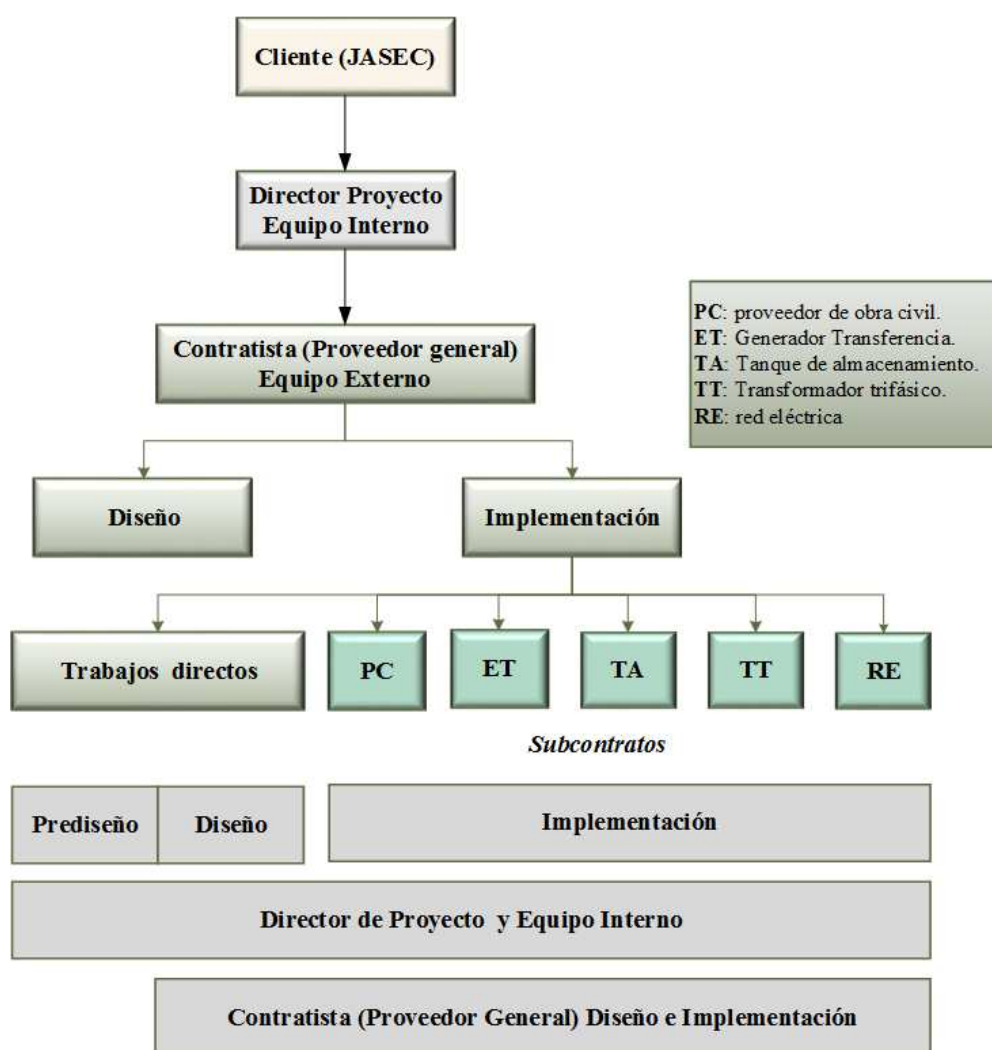 Cliente (JASEC)
Director Proyecto
Equipo Interno
Contratista (Proveedor general)
Equipo Externo
PC: proveedor de obra civil.
ET: Generador Transferencia.
TA: Tanque de almacenamiento.
TT: Transformador trifásico.
RE: red eléctrica
Diseño
Implementación
Trabajos directos
PC
ET
TA
TT
RE
Subcontratos
Prediseño
Diseño
Implementación
Director de Proyecto y Equipo Interno
Contratista (Proveedor General) Diseño e Implementación